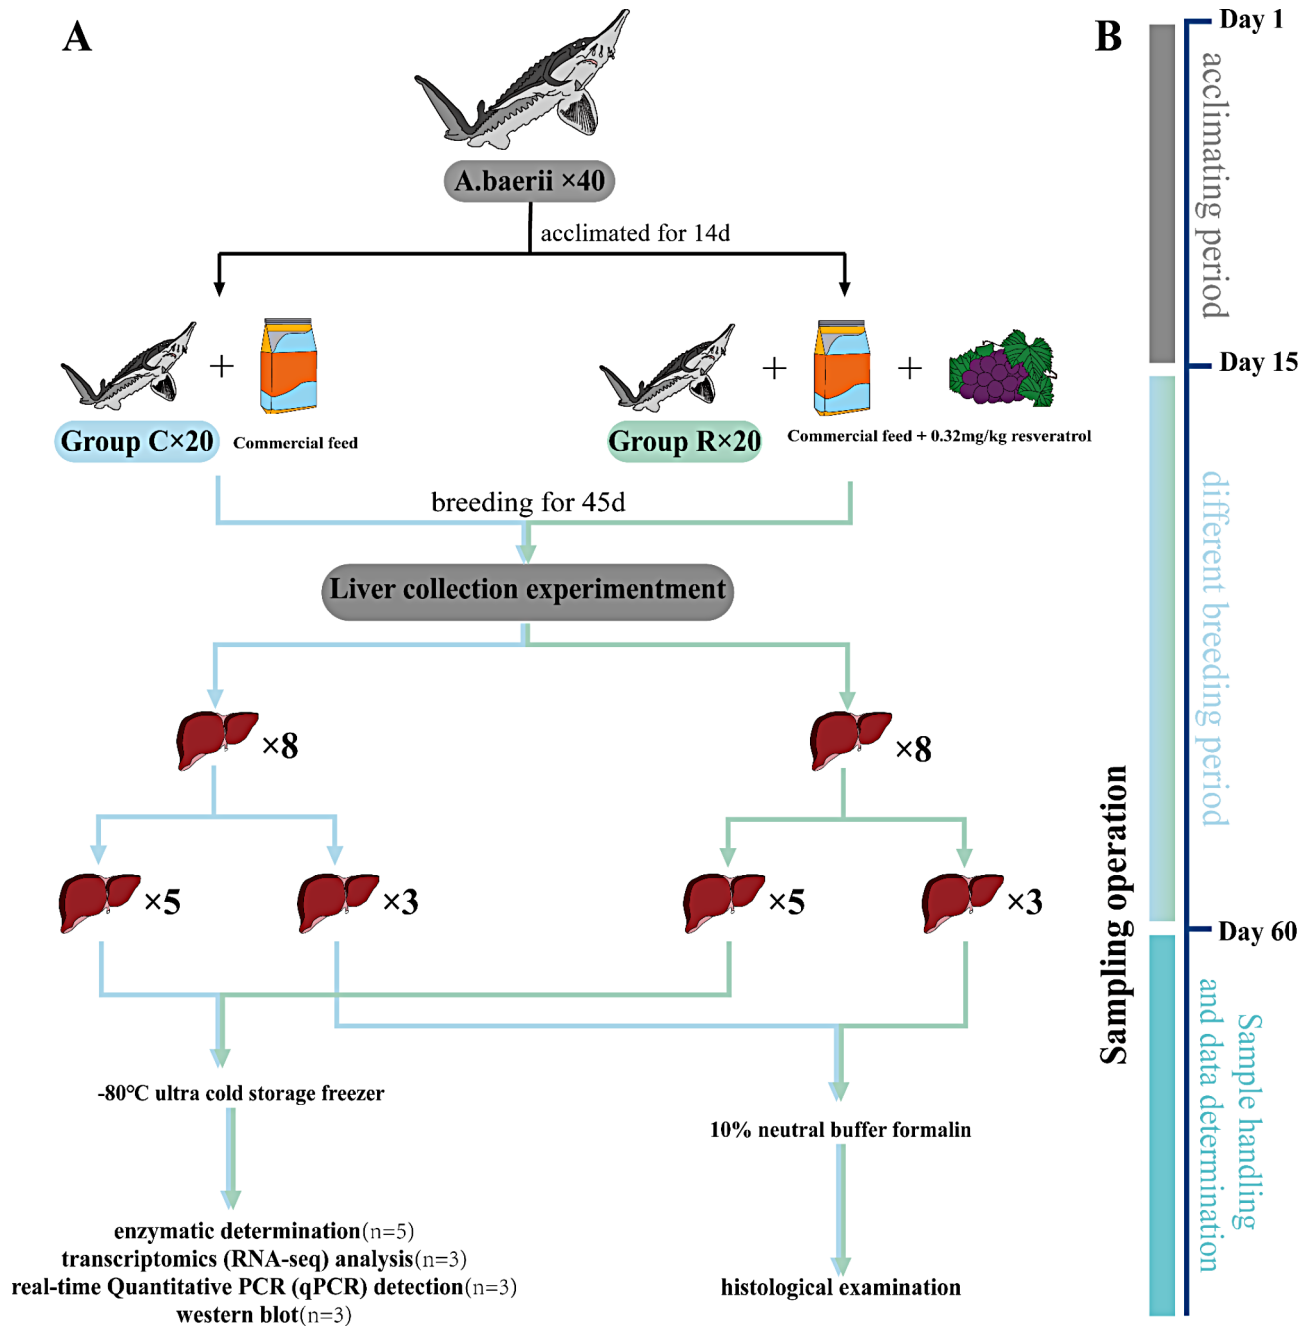 A
A.baerii ×40
acclimated for 14d
Group C×20
Commercial feed
Group R×20
Commercial feed + 0.32mg/kg resveratrol
breeding for 45d
Liver collection experimentment
×8
×8
×5
×3
×5
×3
-80℃ ultra cold storage freezer
10% neutral buffer formalin
enzymatic determination(n=5)
transcriptomics (RNA-seq) analysis(n=3)
real-time Quantitative PCR (qPCR) detection(n=3)
western blot(n=3)
histological examination
B
Day 1
acclimating period
Day 15
different breeding period
Sampling operation
Day 60
Sample handling
and data determination